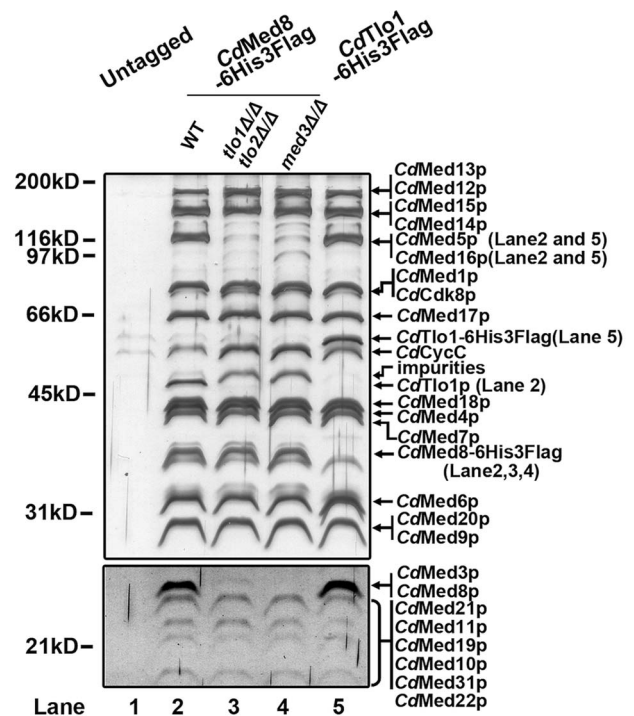 Untagged
CdMed8
-6His3Flag
CdTlo1
-6His3Flag
WT
tlo1Δ/Δ
tlo2Δ/Δ
med3Δ/Δ
200kD
116kD
97kD
66kD
45kD
31kD
21kD
CdMed13p
CdMed12p
CdMed15p
CdMed14p
CdMed5p (Lane2 and 5)
CdMed16p(Lane2 and 5)
CdMed1p
CdCdk8p
CdMed17p
CdTlo1-6His3Flag(Lane 5)
CdCycC
impurities
CdTlo1p (Lane 2)
CdMed18p
CdMed4p
CdMed7p
CdMed8-6His3Flag
(Lane2,3,4)
CdMed6p
CdMed20p
CdMed9p
CdMed3p
CdMed8p
CdMed21p
CdMed11p
CdMed19p
CdMed10p
CdMed31p
CdMed22p
Lane 1 2 3 4 5